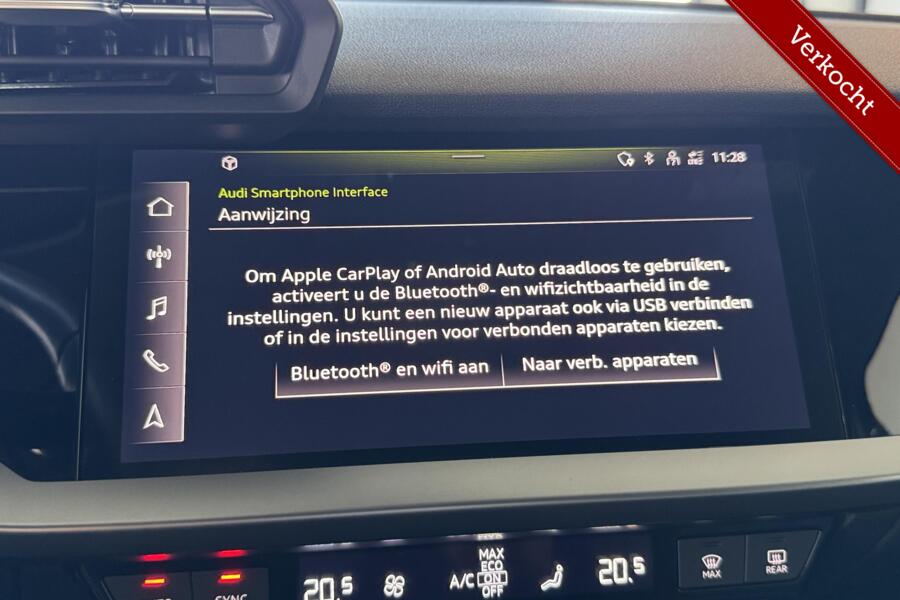 Verkocht
11:28
Audi Smartphone Interface
Aanwijzing
Om Apple CarPlay of Android Auto draadloos te gebruiken,
activeert u de Bluetooth®- en wifizichtbaarheid in de
instellingen. U kunt een nieuw apparaat ook via USB verbinden
of in de instellingen voor verbonden apparaten kiezen.
Bluetooth® en wifi aan
Naar verb. apparaten
SYNC
20.5
A/C
MAX
ECO
ON
OFF
20.5
MAX
REAR